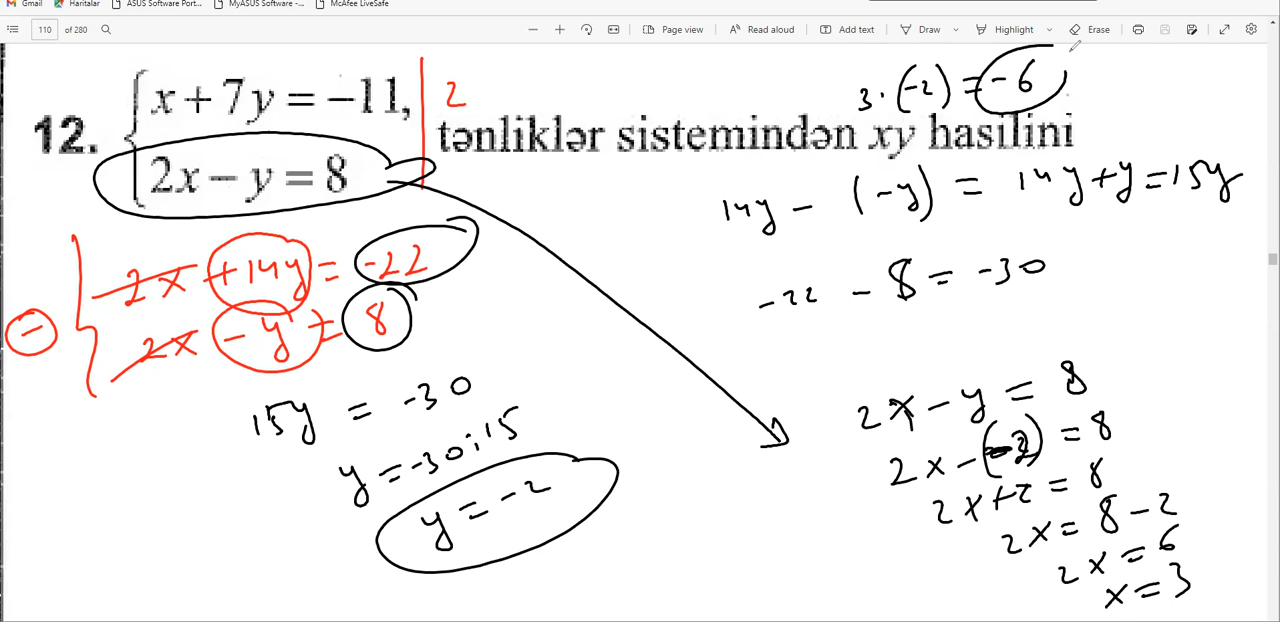 Gmail Haritalar ASUS Software Port... MyASUS Software -... McAfee LiveSafe
110 of 280 Page view Read aloud Add text Draw Highlight Erase
3·(-2)=-6
12. { x + 7y = -11, | 2
2x - y = 8
tənliklər sistemindən xy hasilini
14y - (-y) = 14y+y=15y
2x +14y = -22
2x - y = 8
-
-22 - 8 = -30
15y = -30
y = -30:15
y = -2
2x - y = 8
2x-(-2) = 8
2x+2 = 8
2x = 8-2
2x = 6
x = 3